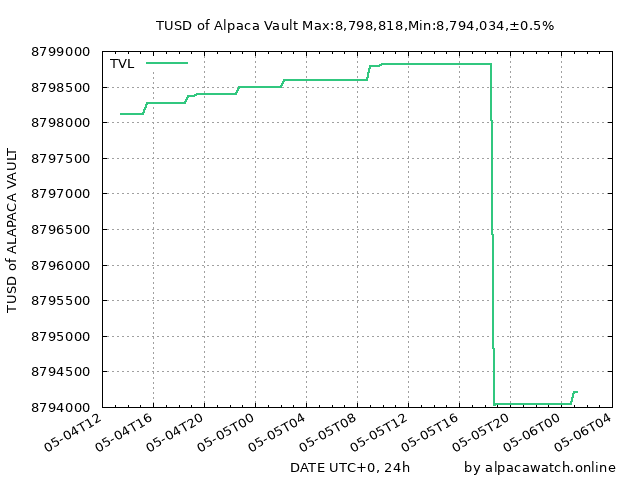 TUSD of Alpaca Vault Max:8,798,818,Min:8,794,034,±0.5%
8799000
TVL
8798500
8798000
8797500
8797000
8796500
8796000
8795500
8795000
8794500
8794000
TUSD of ALAPACA VAULT
05-04T12
05-04T16
05-04T20
05-05T00
05-05T04
05-05T08
05-05T12
05-05T16
05-05T20
05-06T00
05-06T04
DATE UTC+0, 24h
by alpacawatch.online